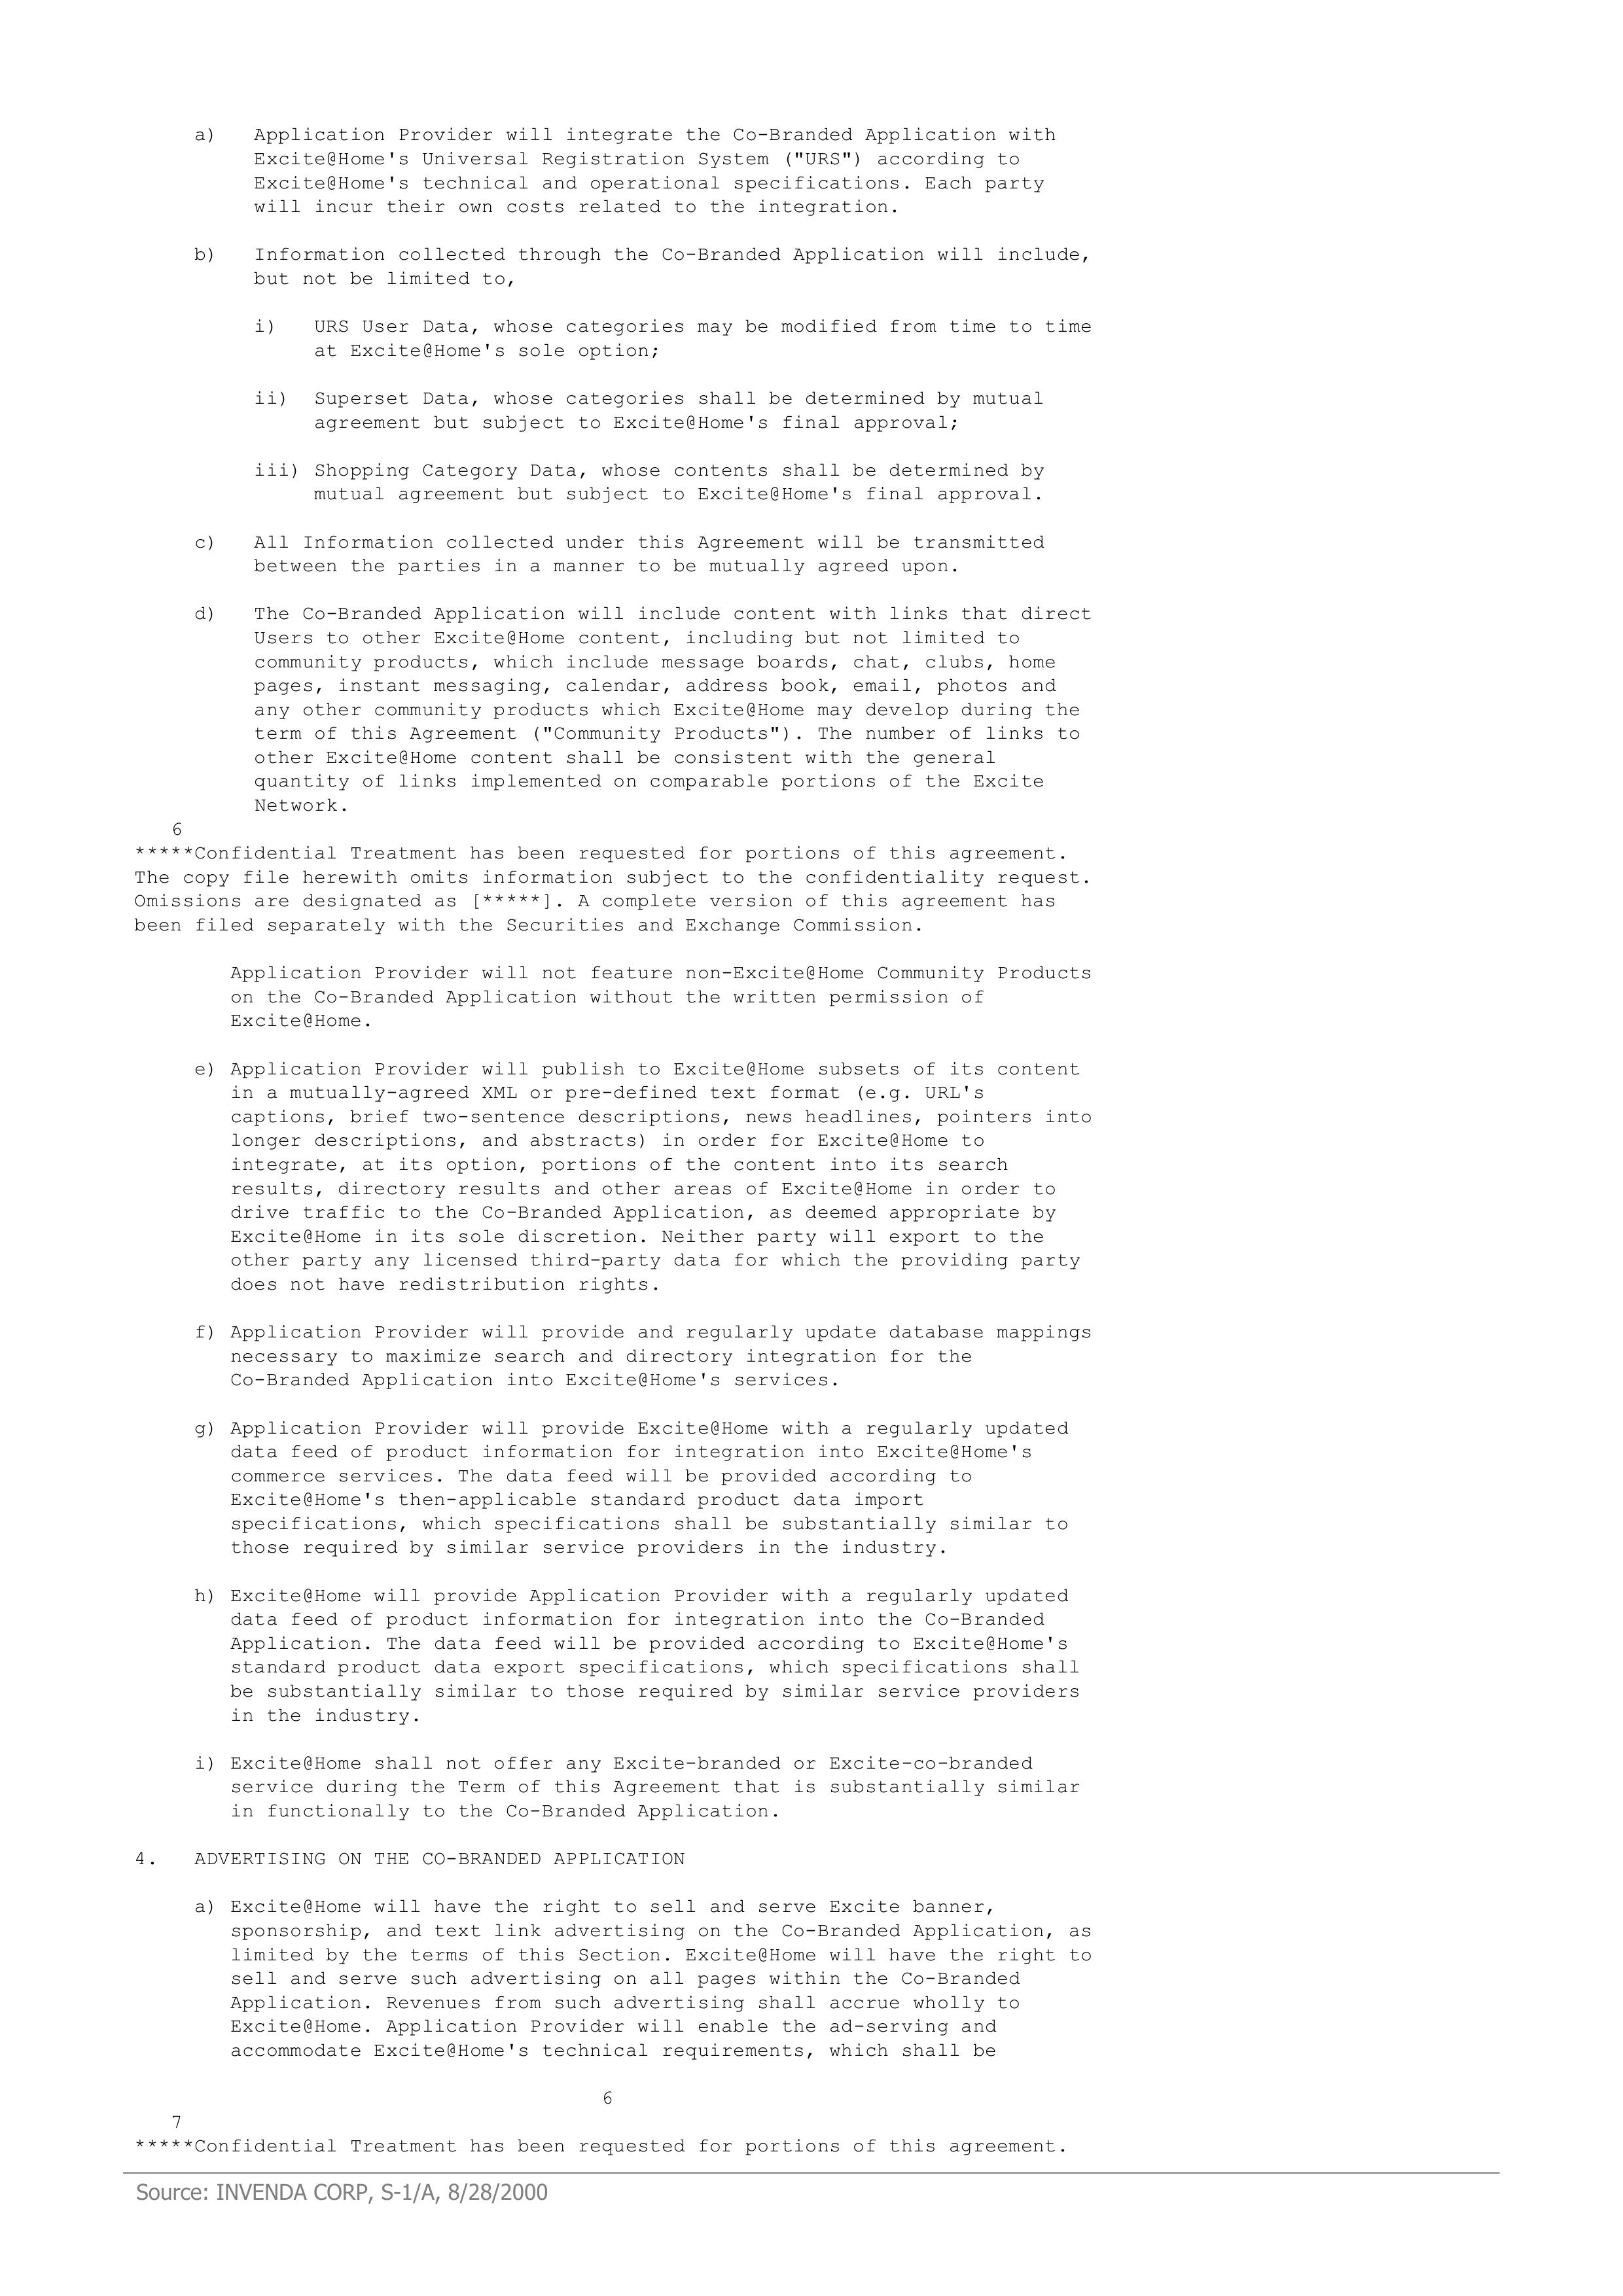 a) Application Provider will integrate the Co-Branded Application with
Excite@Home's Universal Registration System ("URS") according to
Excite@Home's technical and operational specifications. Each party
will incur their own costs related to the integration.
b) Information collected through the Co-Branded Application will include,
but not be limited to,
i) URS User Data, whose categories may be modified from time to time
at Excite@Home's sole option;
ii) Superset Data, whose categories shall be determined by mutual
agreement but subject to Excite@Home's final approval;
iii) Shopping Category Data, whose contents shall be determined by
mutual agreement but subject to Excite@Home's final approval.
c) All Information collected under this Agreement will be transmitted
between the parties in a manner to be mutually agreed upon.
d) The Co-Branded Application will include content with links that direct
Users to other Excite@Home content, including but not limited to
community products, which include message boards, chat, clubs, home
pages, instant messaging, calendar, address book, email, photos and
any other community products which Excite@Home may develop during the
term of this Agreement ("Community Products"). The number of links to
other Excite@Home content shall be consistent with the general
quantity of links implemented on comparable portions of the Excite
Network.
6
*****Confidential Treatment has been requested for portions of this agreement.
The copy file herewith omits information subject to the confidentiality request.
Omissions are designated as [*****]. A complete version of this agreement has
been filed separately with the Securities and Exchange Commission.
Application Provider will not feature non-Excite@Home Community Products
on the Co-Branded Application without the written permission of
Excite@Home.
e) Application Provider will publish to Excite@Home subsets of its content
in a mutually-agreed XML or pre-defined text format (e.g. URL's
captions, brief two-sentence descriptions, news headlines, pointers into
longer descriptions, and abstracts) in order for Excite@Home to
integrate, at its option, portions of the content into its search
results, directory results and other areas of Excite@Home in order to
drive traffic to the Co-Branded Application, as deemed appropriate by
Excite@Home in its sole discretion. Neither party will export to the
other party any licensed third-party data for which the providing party
does not have redistribution rights.
f) Application Provider will provide and regularly update database mappings
necessary to maximize search and directory integration for the
Co-Branded Application into Excite@Home's services.
g) Application Provider will provide Excite@Home with a regularly updated
data feed of product information for integration into Excite@Home's
commerce services. The data feed will be provided according to
Excite@Home's then-applicable standard product data import
specifications, which specifications shall be substantially similar to
those required by similar service providers in the industry.
h) Excite@Home will provide Application Provider with a regularly updated
data feed of product information for integration into the Co-Branded
Application. The data feed will be provided according to Excite@Home's
standard product data export specifications, which specifications shall
be substantially similar to those required by similar service providers
in the industry.
i) Excite@Home shall not offer any Excite-branded or Excite-co-branded
service during the Term of this Agreement that is substantially similar
in functionally to the Co-Branded Application.
4. ADVERTISING ON THE CO-BRANDED APPLICATION
a) Excite@Home will have the right to sell and serve Excite banner,
sponsorship, and text link advertising on the Co-Branded Application, as
limited by the terms of this Section. Excite@Home will have the right to
sell and serve such advertising on all pages within the Co-Branded
Application. Revenues from such advertising shall accrue wholly to
Excite@Home. Application Provider will enable the ad-serving and
accommodate Excite@Home's technical requirements, which shall be
6
7
*****Confidential Treatment has been requested for portions of this agreement.
Source: INVENDA CORP, S-1/A, 8/28/2000